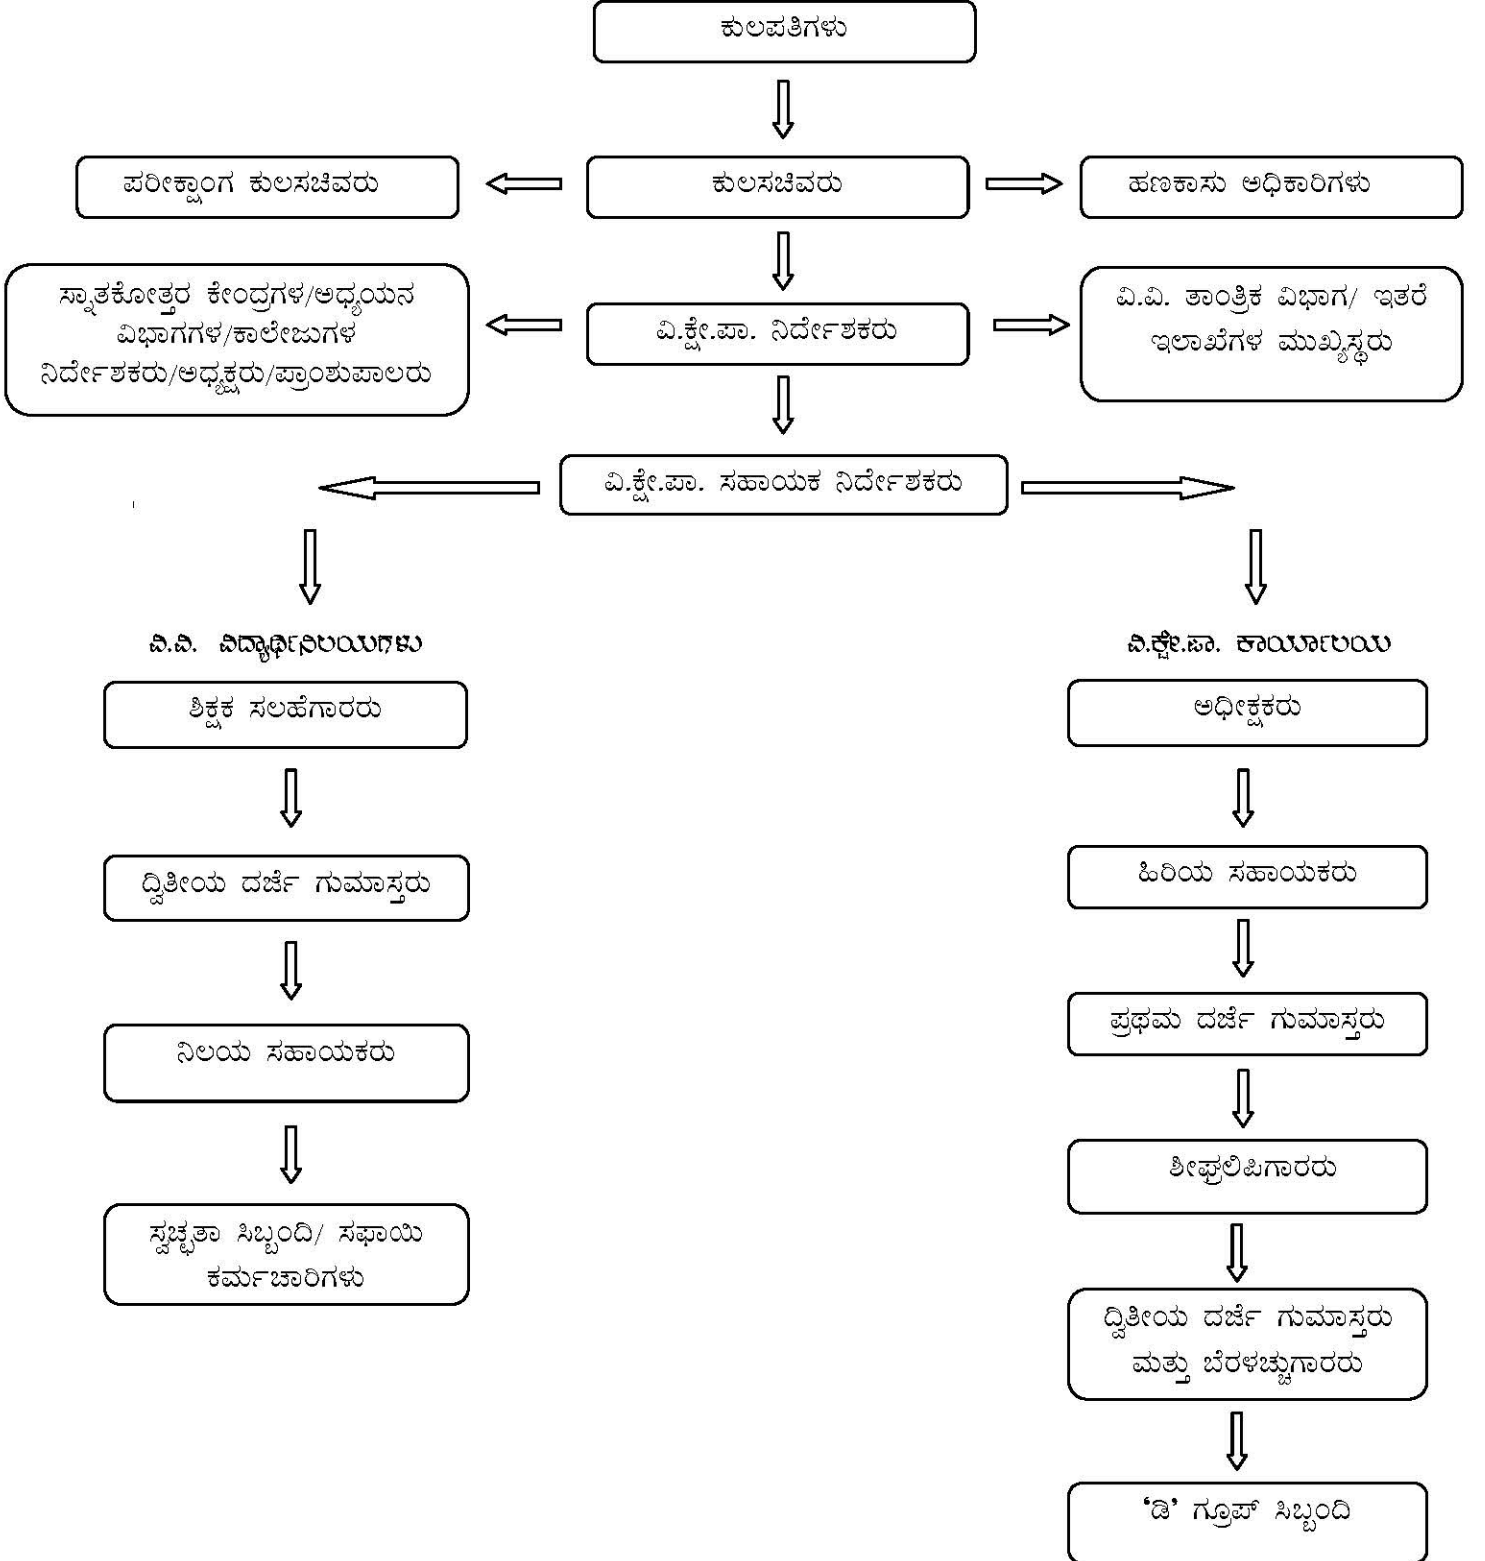 ಕುಲಪತಿಗಳು
ಪರೀಕ್ಷಾಂಗ ಕುಲಸಚಿವರು
ಕುಲಸಚಿವರು
ಹಣಕಾಸು ಅಧಿಕಾರಿಗಳು
ಸ್ನಾತಕೋತ್ತರ ಕೇಂದ್ರಗಳ/ಅಧ್ಯಯನ
ವಿಭಾಗಗಳ/ಕಾಲೇಜುಗಳ
ನಿರ್ದೇಶಕರು/ಅಧ್ಯಕ್ಷರು/ಪ್ರಾಂಶುಪಾಲರು
ವಿ.ಕ್ಷೇ.ಪಾ. ನಿರ್ದೇಶಕರು
ವಿ.ವಿ. ತಾಂತ್ರಿಕ ವಿಭಾಗ/ ಇತರೆ
ಇಲಾಖೆಗಳ ಮುಖ್ಯಸ್ಥರು
ವಿ.ಕ್ಷೇ.ಪಾ. ಸಹಾಯಕ ನಿರ್ದೇಶಕರು
ವಿ.ವಿ. ವಿದ್ಯಾರ್ಥಿನಿಲಯಗಳು
ಶಿಕ್ಷಕ ಸಲಹೆಗಾರರು
ದ್ವಿತೀಯ ದರ್ಜೆ ಗುಮಾಸ್ತರು
ನಿಲಯ ಸಹಾಯಕರು
ಸ್ವಚ್ಛತಾ ಸಿಬ್ಬಂದಿ/ ಸಫಾಯಿ
ಕರ್ಮಚಾರಿಗಳು
ವಿ.ಕ್ಷೇ.ಪಾ. ಕಾರ್ಯಾಲಯ
ಅಧೀಕ್ಷಕರು
ಹಿರಿಯ ಸಹಾಯಕರು
ಪ್ರಥಮ ದರ್ಜೆ ಗುಮಾಸ್ತರು
ಶೀಘ್ರಲಿಪಿಗಾರರು
ದ್ವಿತೀಯ ದರ್ಜೆ ಗುಮಾಸ್ತರು
ಮತ್ತು ಬೆರಳಚ್ಚುಗಾರರು
‘ಡಿ’ ಗ್ರೂಪ್ ಸಿಬ್ಬಂದಿ